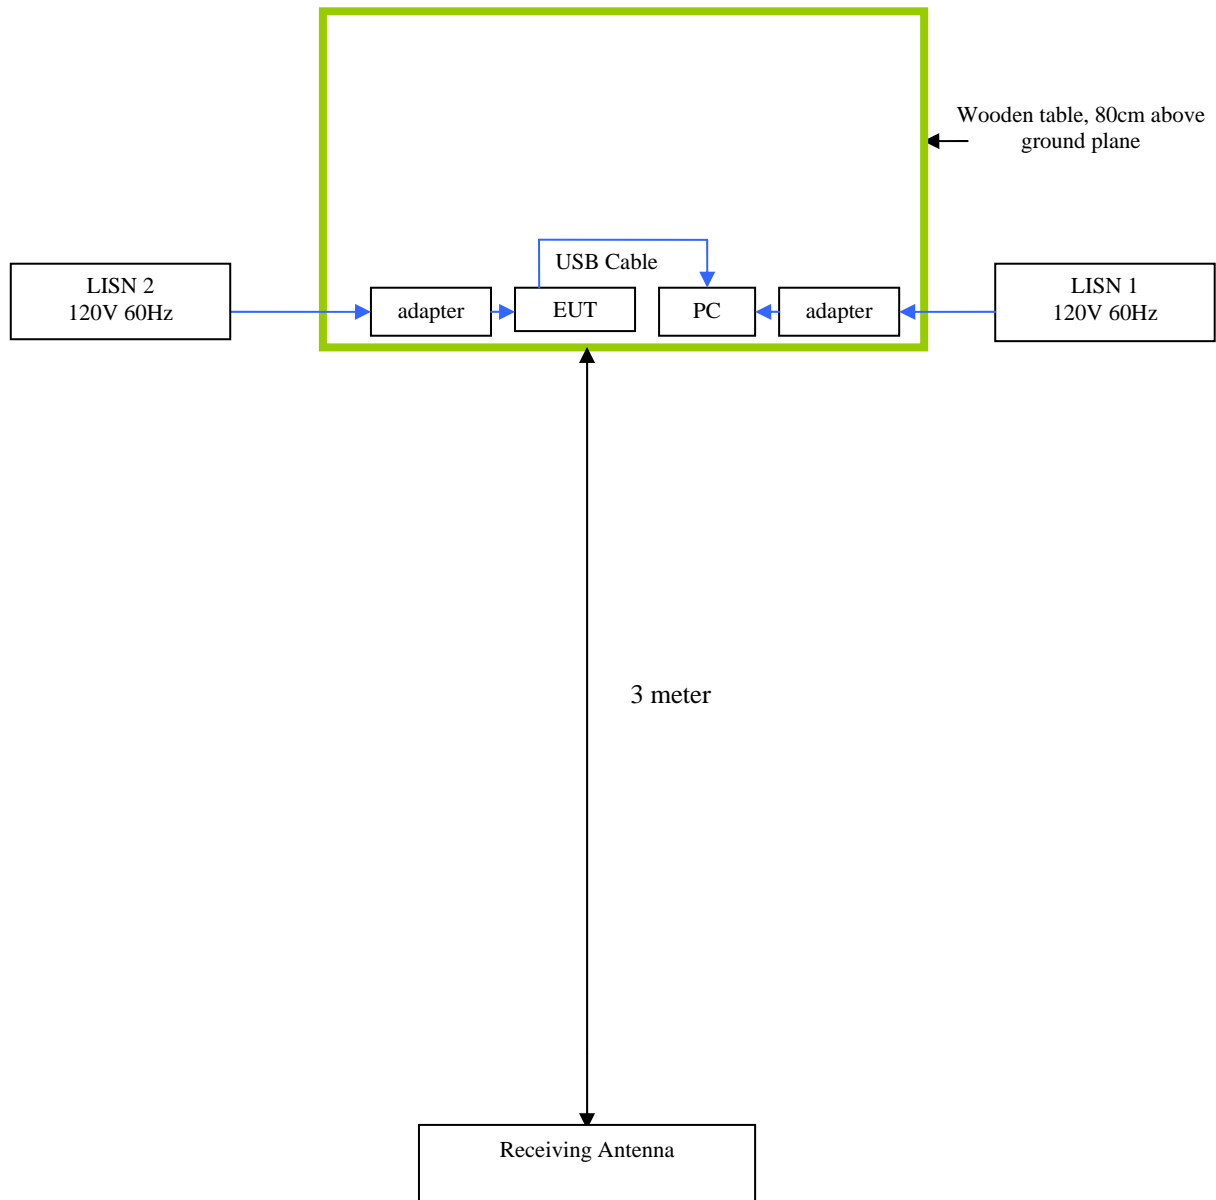 Wooden table, 80cm above
ground plane
USB Cable
LISN 2
120V 60Hz
adapter
EUT
PC
adapter
LISN 1
120V 60Hz
3 meter
Receiving Antenna